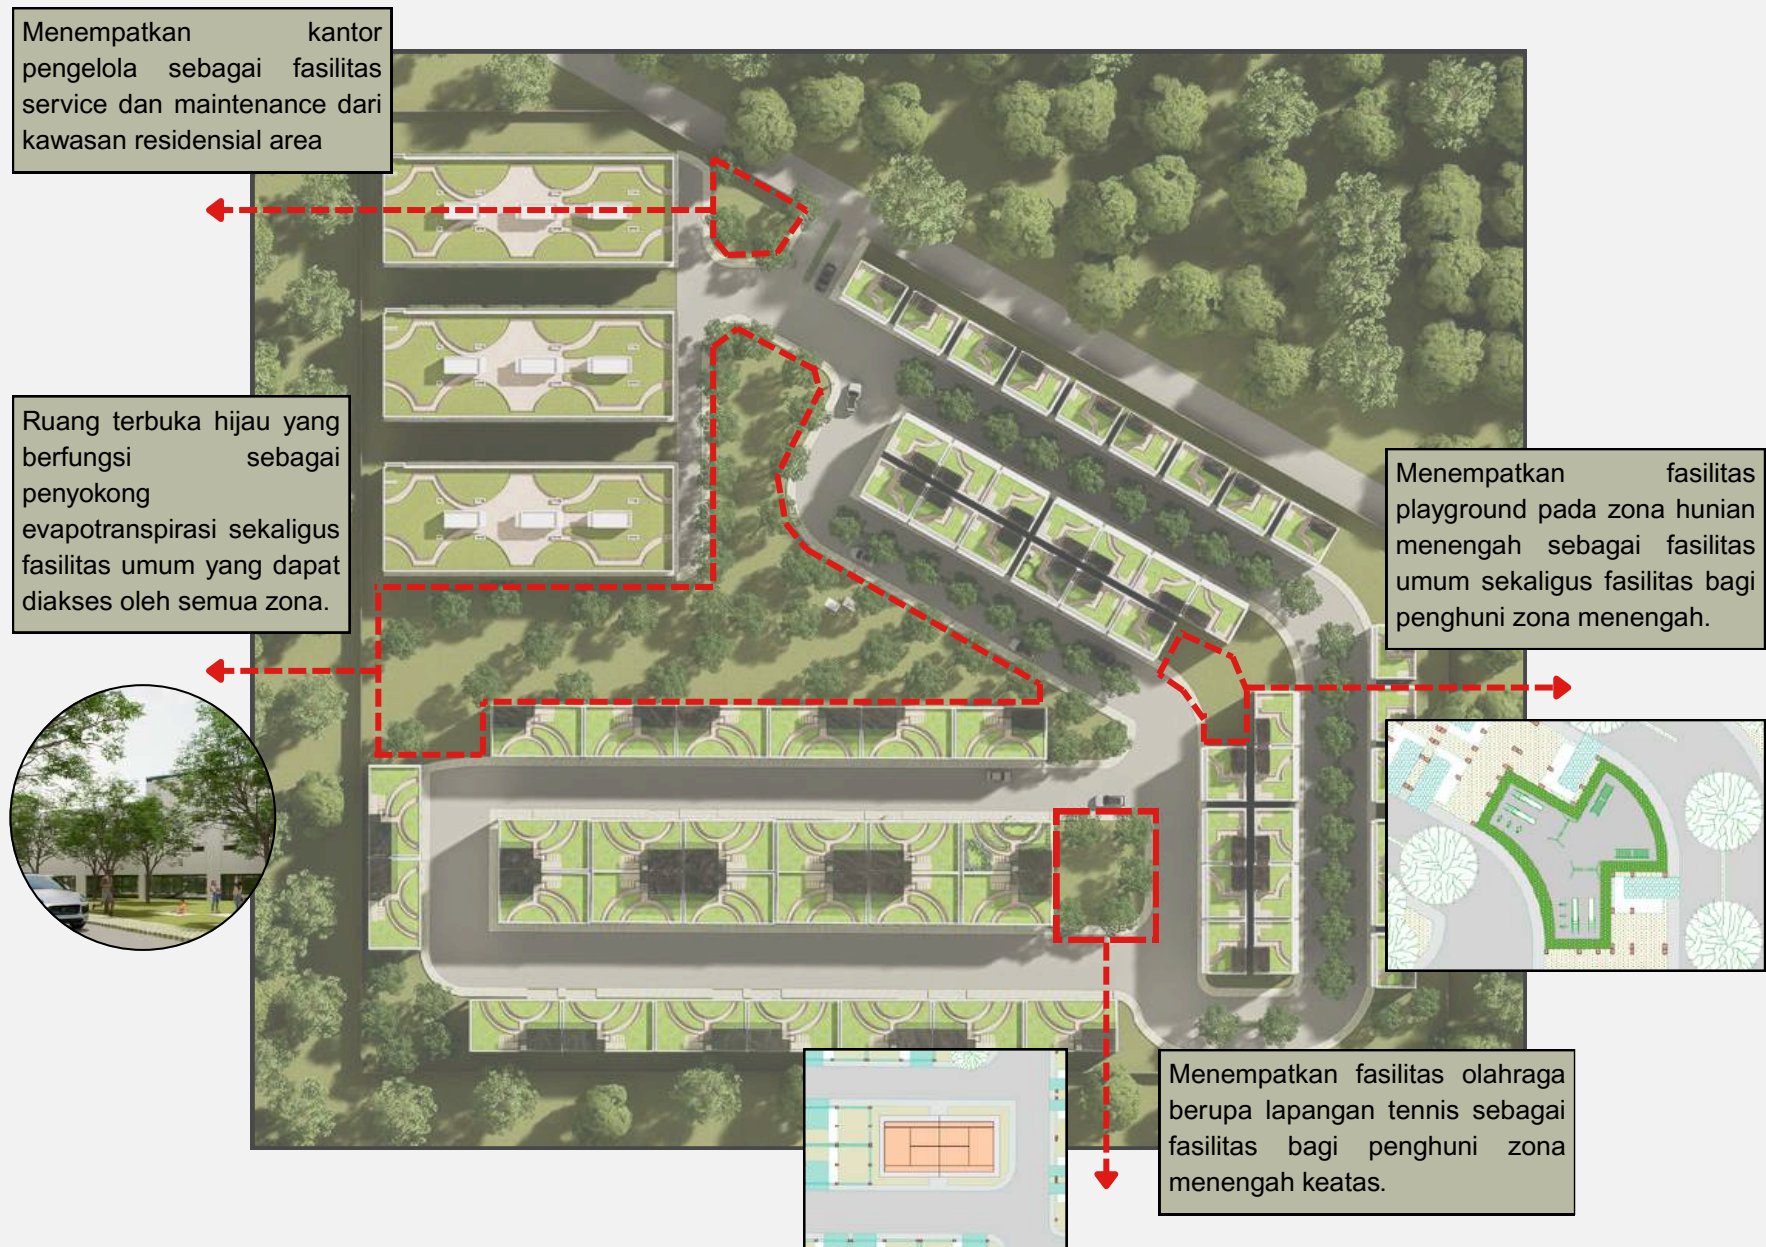 Menempatkan kantor
pengelola sebagai fasilitas
service dan maintenance dari
kawasan residensial area
Ruang terbuka hijau yang
berfungsi sebagai
penyokong
evapotranspirasi sekaligus
fasilitas umum yang dapat
diakses oleh semua zona.
Menempatkan fasilitas
playground pada zona hunian
menengah sebagai fasilitas
umum sekaligus fasilitas bagi
penghuni zona menengah.
Menempatkan fasilitas olahraga
berupa lapangan tennis sebagai
fasilitas bagi penghuni zona
menengah keatas.